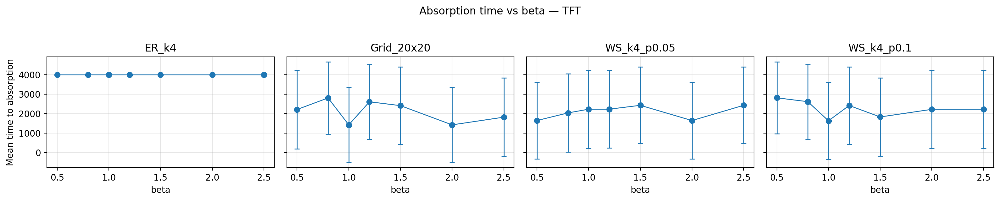 Absorption time vs beta — TFT
ER_k4
Grid_20x20
WS_k4_p0.05
WS_k4_p0.1
Mean time to absorption
4000
3000
2000
1000
0
0.5 1.0 1.5 2.0 2.5
0.5 1.0 1.5 2.0 2.5
0.5 1.0 1.5 2.0 2.5
0.5 1.0 1.5 2.0 2.5
beta
beta
beta
beta